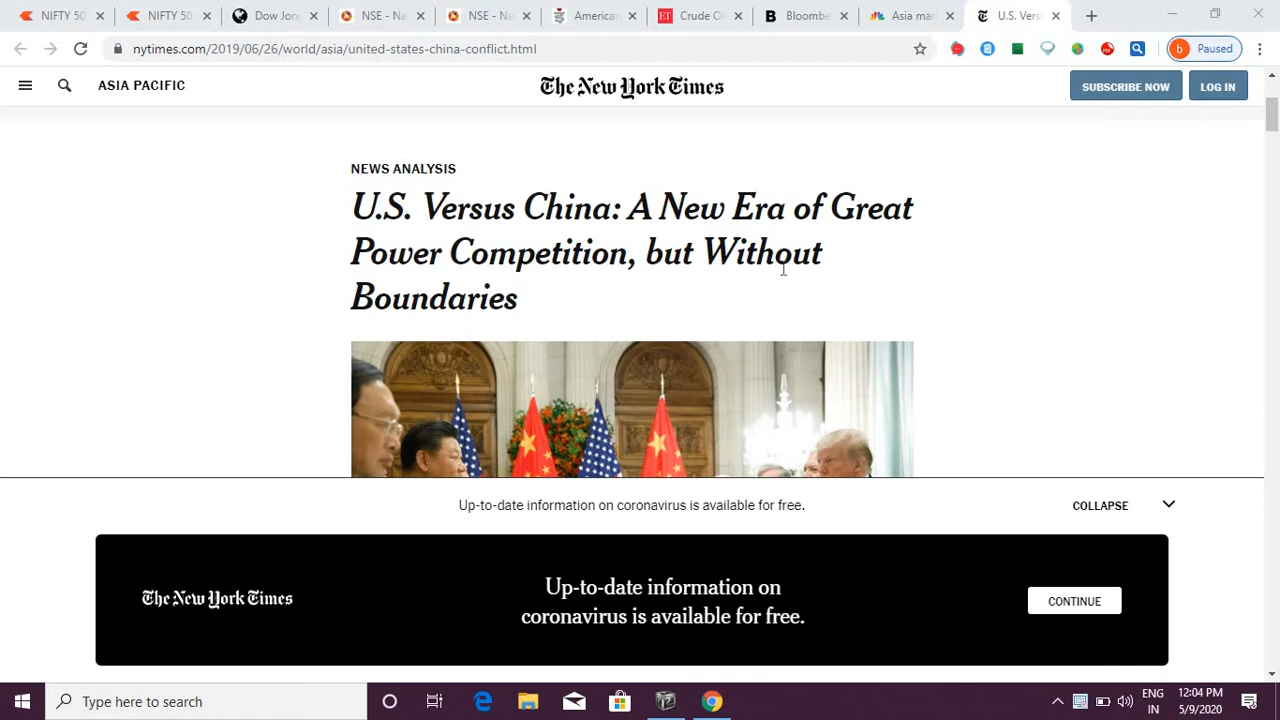 NIFTY 50
NIFTY 50
Dow Jon
NSE - Na
NSE - Na
American
Crude Oi
Bloombe
Asia mar
U.S. Vers
nytimes.com/2019/06/26/world/asia/united-states-china-conflict.html
b
Paused
ASIA PACIFIC
The New York Times
SUBSCRIBE NOW
LOG IN
NEWS ANALYSIS
U.S. Versus China: A New Era of Great
Power Competition, but Without
Boundaries
Up-to-date information on coronavirus is available for free.
COLLAPSE
The New York Times
Up-to-date information on
coronavirus is available for free.
CONTINUE
Type here to search
ENG
IN
12:04 PM
5/9/2020